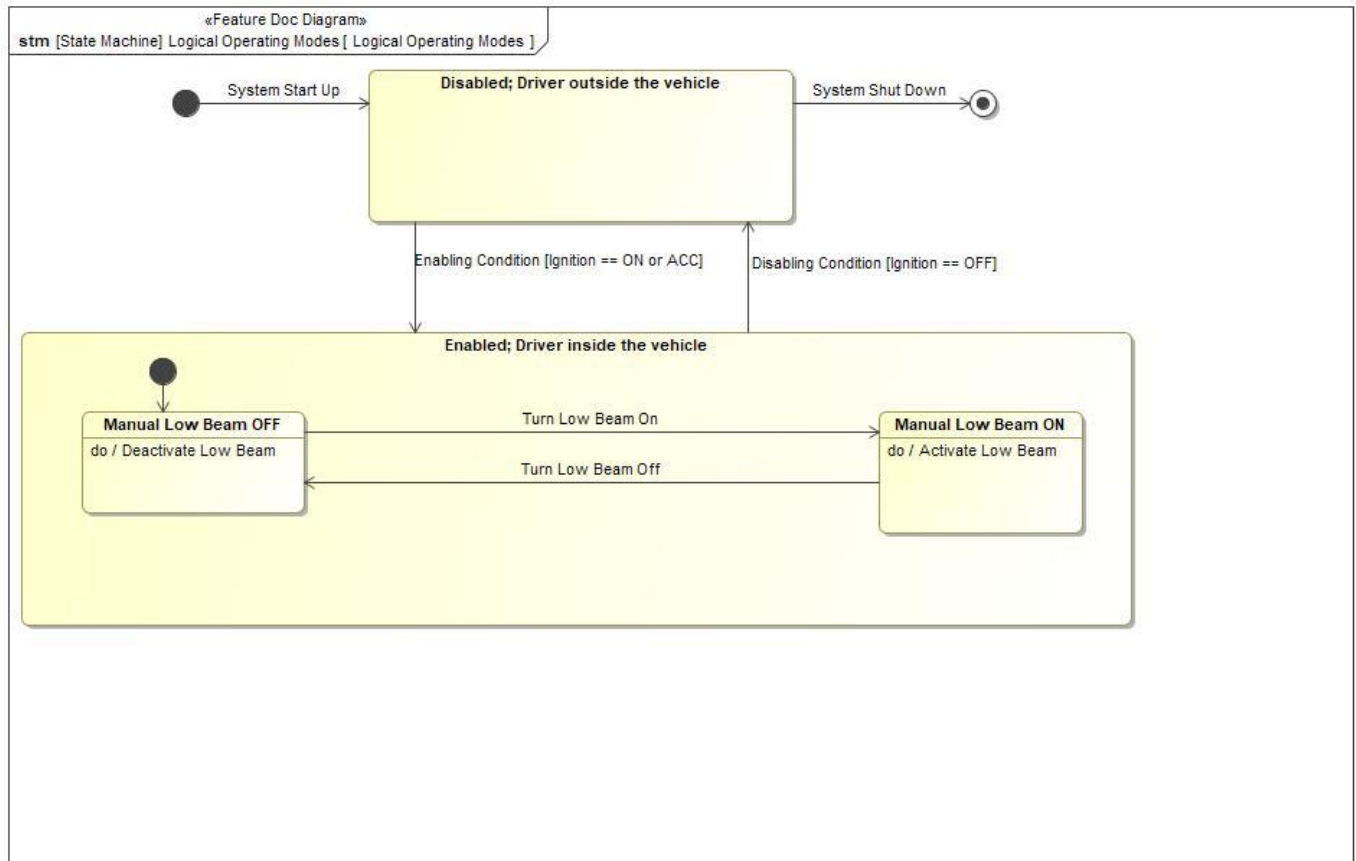 «Feature Doc Diagram»
stm [State Machine] Logical Operating Modes [ Logical Operating Modes ]
System Start Up
Disabled; Driver outside the vehicle
System Shut Down
Enabling Condition [Ignition == ON or ACC]
Disabling Condition [Ignition == OFF]
Enabled; Driver inside the vehicle
Manual Low Beam OFF
do / Deactivate Low Beam
Turn Low Beam On
Turn Low Beam Off
Manual Low Beam ON
do / Activate Low Beam